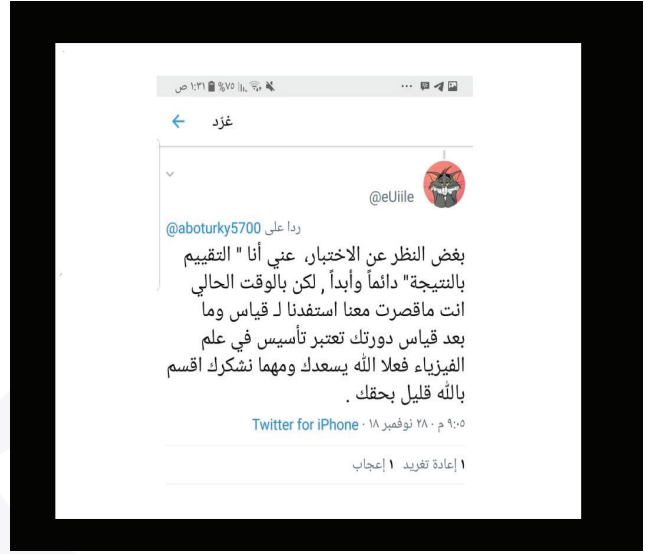 ١:٣١ ص ٧٥%
غرّد
@eUiile
ردا على @aboturky5700
بغض النظر عن الاختبار، عني أنا " التقييم
بالنتيجة" دائماً وأبداً , لكن بالوقت الحالي
انت ماقصرت معنا استفدنا لـ قياس وما
بعد قياس دورتك تعتبر تأسيس في علم
الفيزياء فعلا الله يسعدك ومهما نشكرك اقسم
بالله قليل بحقك .
٩:٠٥ م · ٢٨ نوفمبر ١٨ · Twitter for iPhone
١ إعادة تغريد ١ إعجاب